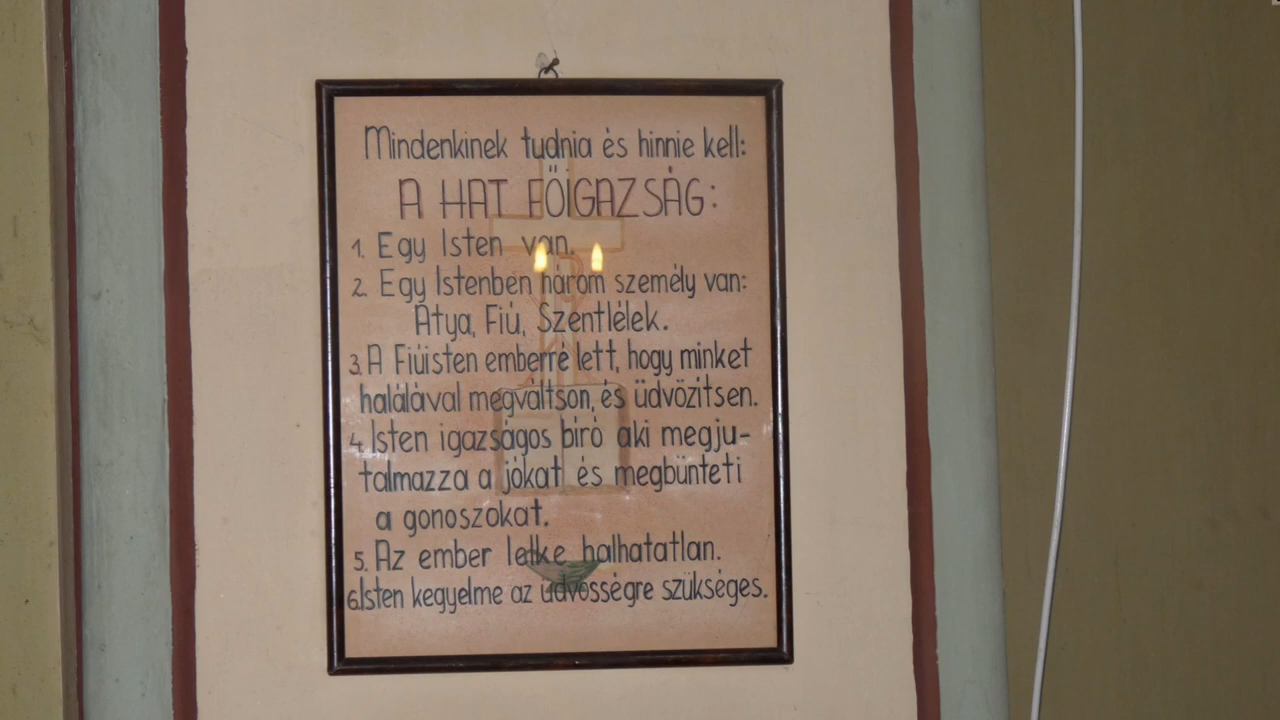 Mindenkinek tudnia és hinnie kell:
A HAT FŐIGAZSÁG:
1. Egy Isten van.
2. Egy Istenben három személy van:
Atya, Fiú, Szentlélek.
3. A Fiúisten emberré lett, hogy minket
halálával megváltson, és üdvözitsen.
4. Isten igazságos biró aki megju-
talmazza a jókat és megbünteti
a gonoszokat.
5. Az ember lelke halhatatlan.
6. Isten kegyelme az üdvösségre szükséges.